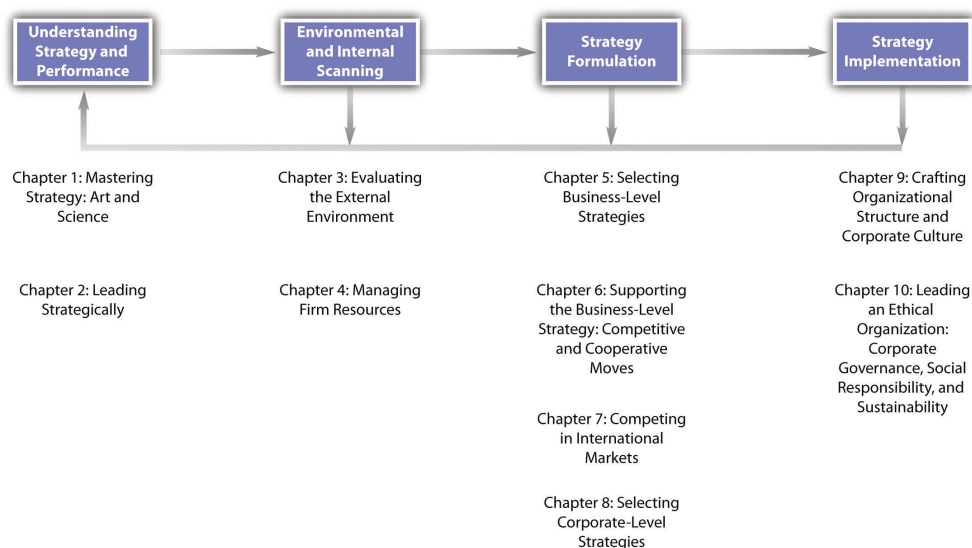 Understanding
Strategy and
Performance
Environmental
and Internal
Scanning
Strategy
Formulation
Strategy
Implementation
Chapter 1: Mastering
Strategy: Art and
Science
Chapter 2: Leading
Strategically
Chapter 3: Evaluating
the External
Environment
Chapter 4: Managing
Firm Resources
Chapter 5: Selecting
Business-Level
Strategies
Chapter 6: Supporting
the Business-Level
Strategy: Competitive
and Cooperative
Moves
Chapter 7: Competing
in International
Markets
Chapter 8: Selecting
Corporate-Level
Strategies
Chapter 9: Crafting
Organizational
Structure and
Corporate Culture
Chapter 10: Leading
an Ethical
Organization:
Corporate
Governance, Social
Responsibility, and
Sustainability